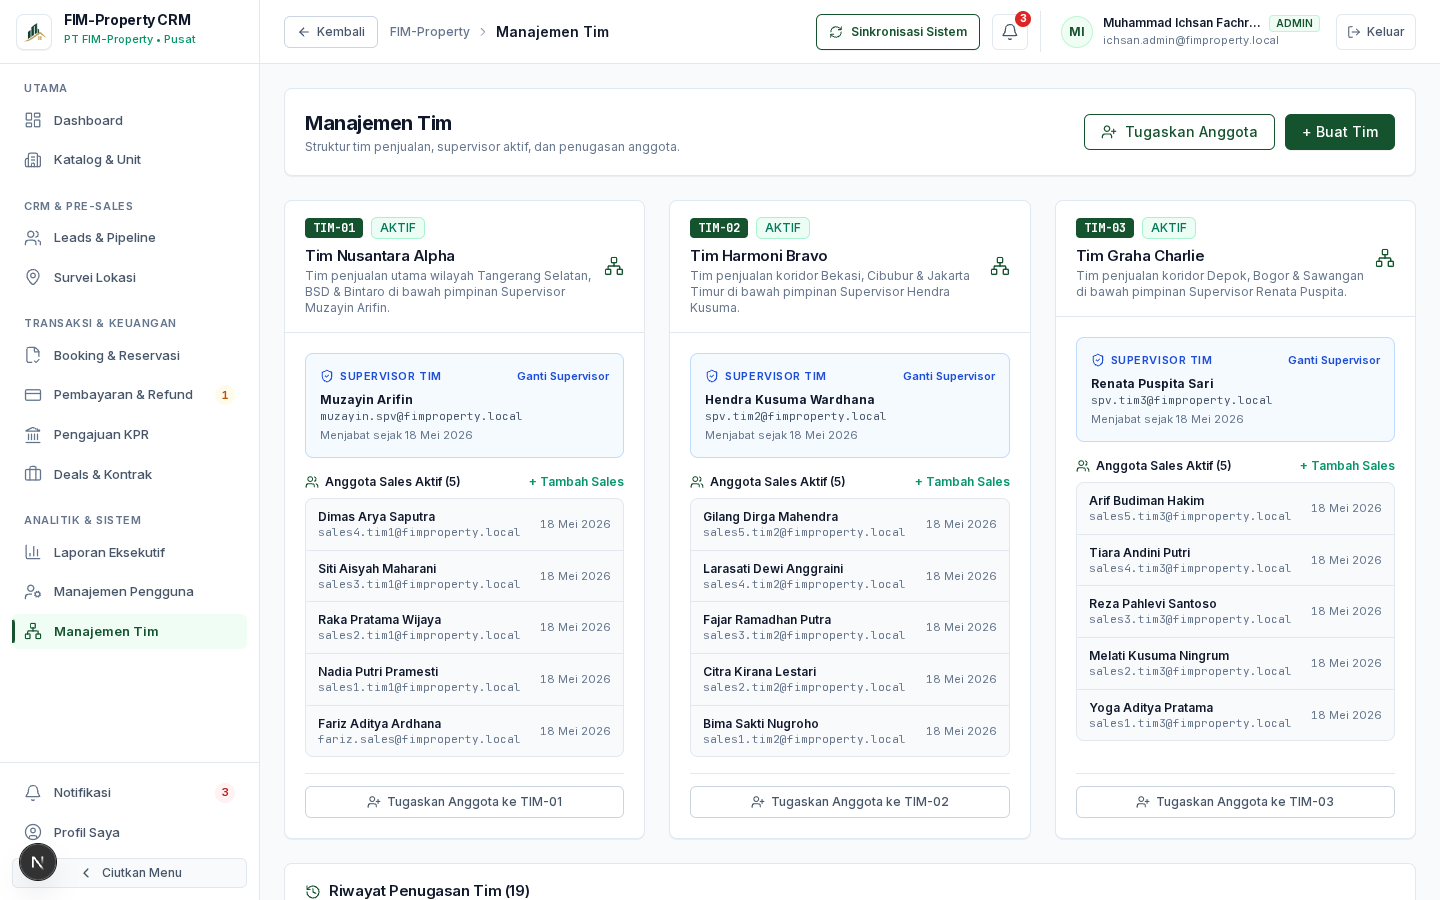 FIM-Property CRM
PT FIM-Property • Pusat
UTAMA
Dashboard
Katalog & Unit
CRM & PRE-SALES
Leads & Pipeline
Survei Lokasi
TRANSAKSI & KEUANGAN
Booking & Reservasi
Pembayaran & Refund 1
Pengajuan KPR
Deals & Kontrak
ANALITIK & SISTEM
Laporan Eksekutif
Manajemen Pengguna
Manajemen Tim
Notifikasi 3
Profil Saya
N
Ciutkan Menu
Kembali
FIM-Property
Manajemen Tim
Sinkronisasi Sistem
3
MI
Muhammad Ichsan Fachr... ADMIN
ichsan.admin@fimproperty.local
Keluar
Manajemen Tim
Struktur tim penjualan, supervisor aktif, dan penugasan anggota.
Tugaskan Anggota
+ Buat Tim
TIM-01 AKTIF
Tim Nusantara Alpha
Tim penjualan utama wilayah Tangerang Selatan,
BSD & Bintaro di bawah pimpinan Supervisor
Muzayin Arifin.
SUPERVISOR TIM Ganti Supervisor
Muzayin Arifin
muzayin.spv@fimproperty.local
Menjabat sejak 18 Mei 2026
Anggota Sales Aktif (5) + Tambah Sales
Dimas Arya Saputra
sales4.tim1@fimproperty.local
18 Mei 2026
Siti Aisyah Maharani
sales3.tim1@fimproperty.local
18 Mei 2026
Raka Pratama Wijaya
sales2.tim1@fimproperty.local
18 Mei 2026
Nadia Putri Pramesti
sales1.tim1@fimproperty.local
18 Mei 2026
Fariz Aditya Ardhana
fariz.sales@fimproperty.local
18 Mei 2026
Tugaskan Anggota ke TIM-01
TIM-02 AKTIF
Tim Harmoni Bravo
Tim penjualan koridor Bekasi, Cibubur & Jakarta
Timur di bawah pimpinan Supervisor Hendra
Kusuma.
SUPERVISOR TIM Ganti Supervisor
Hendra Kusuma Wardhana
spv.tim2@fimproperty.local
Menjabat sejak 18 Mei 2026
Anggota Sales Aktif (5) + Tambah Sales
Gilang Dirga Mahendra
sales5.tim2@fimproperty.local
18 Mei 2026
Larasati Dewi Anggraini
sales4.tim2@fimproperty.local
18 Mei 2026
Fajar Ramadhan Putra
sales3.tim2@fimproperty.local
18 Mei 2026
Citra Kirana Lestari
sales2.tim2@fimproperty.local
18 Mei 2026
Bima Sakti Nugroho
sales1.tim2@fimproperty.local
18 Mei 2026
Tugaskan Anggota ke TIM-02
TIM-03 AKTIF
Tim Graha Charlie
Tim penjualan koridor Depok, Bogor & Sawangan
di bawah pimpinan Supervisor Renata Puspita.
SUPERVISOR TIM Ganti Supervisor
Renata Puspita Sari
spv.tim3@fimproperty.local
Menjabat sejak 18 Mei 2026
Anggota Sales Aktif (5) + Tambah Sales
Arif Budiman Hakim
sales5.tim3@fimproperty.local
18 Mei 2026
Tiara Andini Putri
sales4.tim3@fimproperty.local
18 Mei 2026
Reza Pahlevi Santoso
sales3.tim3@fimproperty.local
18 Mei 2026
Melati Kusuma Ningrum
sales2.tim3@fimproperty.local
18 Mei 2026
Yoga Aditya Pratama
sales1.tim3@fimproperty.local
18 Mei 2026
Tugaskan Anggota ke TIM-03
Riwayat Penugasan Tim (19)